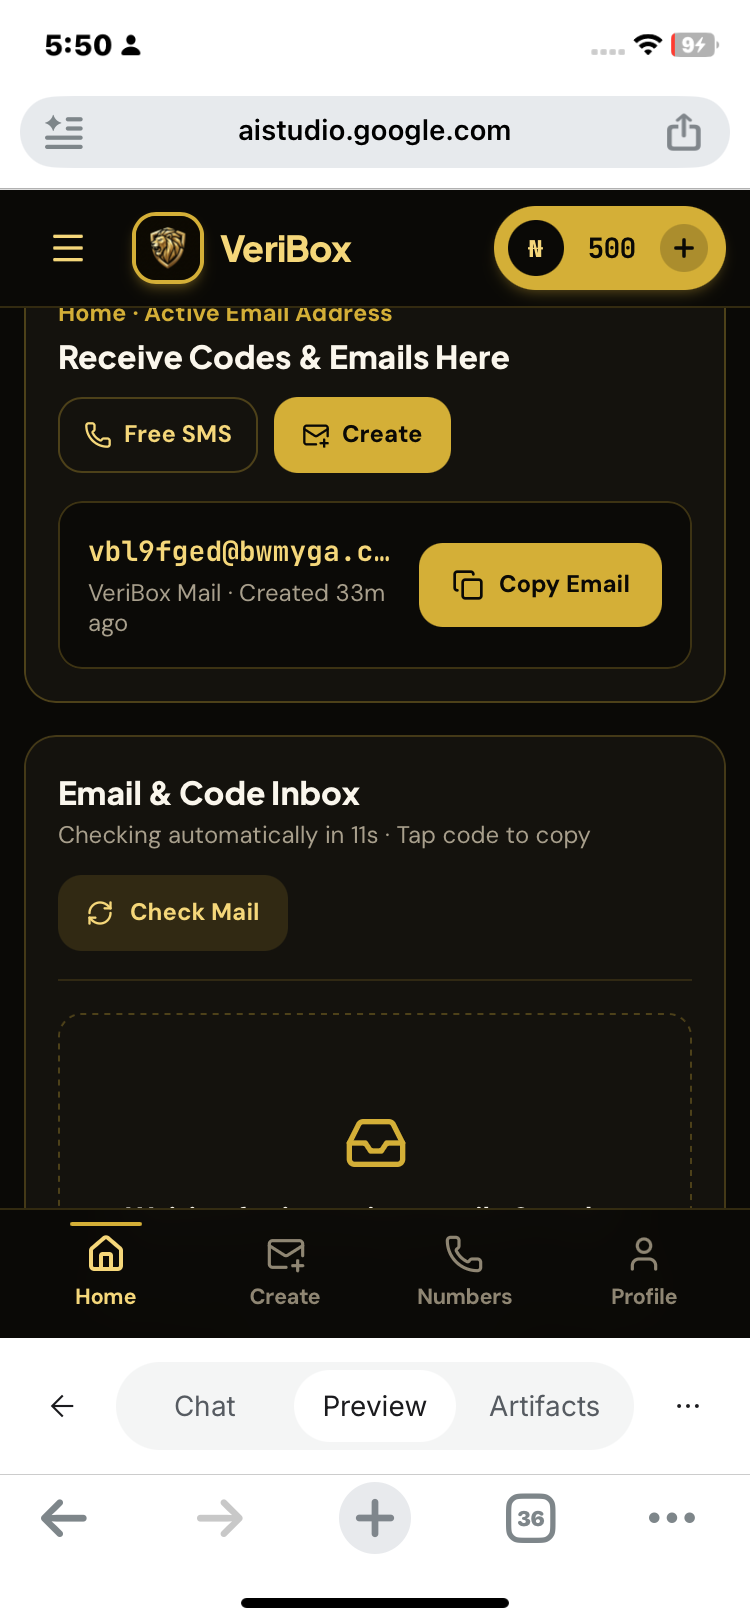 5:50
9
aistudio.google.com
VeriBox
₦ 500 +
Home · Active Email Address
Receive Codes & Emails Here
Free SMS
Create
vbl9fged@bwmyga.c…
VeriBox Mail · Created 33m
ago
Copy Email
Email & Code Inbox
Checking automatically in 11s · Tap code to copy
Check Mail
Home
Create
Numbers
Profile
Chat
Preview
Artifacts
36